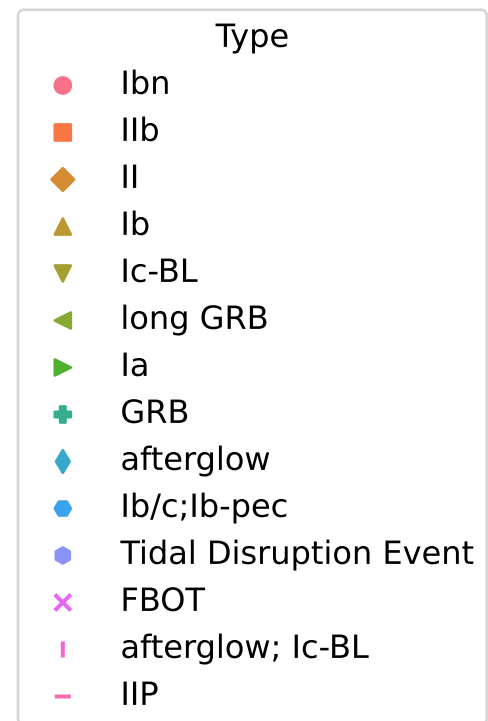 Type
Ibn
IIb
II
Ib
Ic-BL
long GRB
Ia
GRB
afterglow
Ib/c;Ib-pec
Tidal Disruption Event
FBOT
afterglow; Ic-BL
IIP